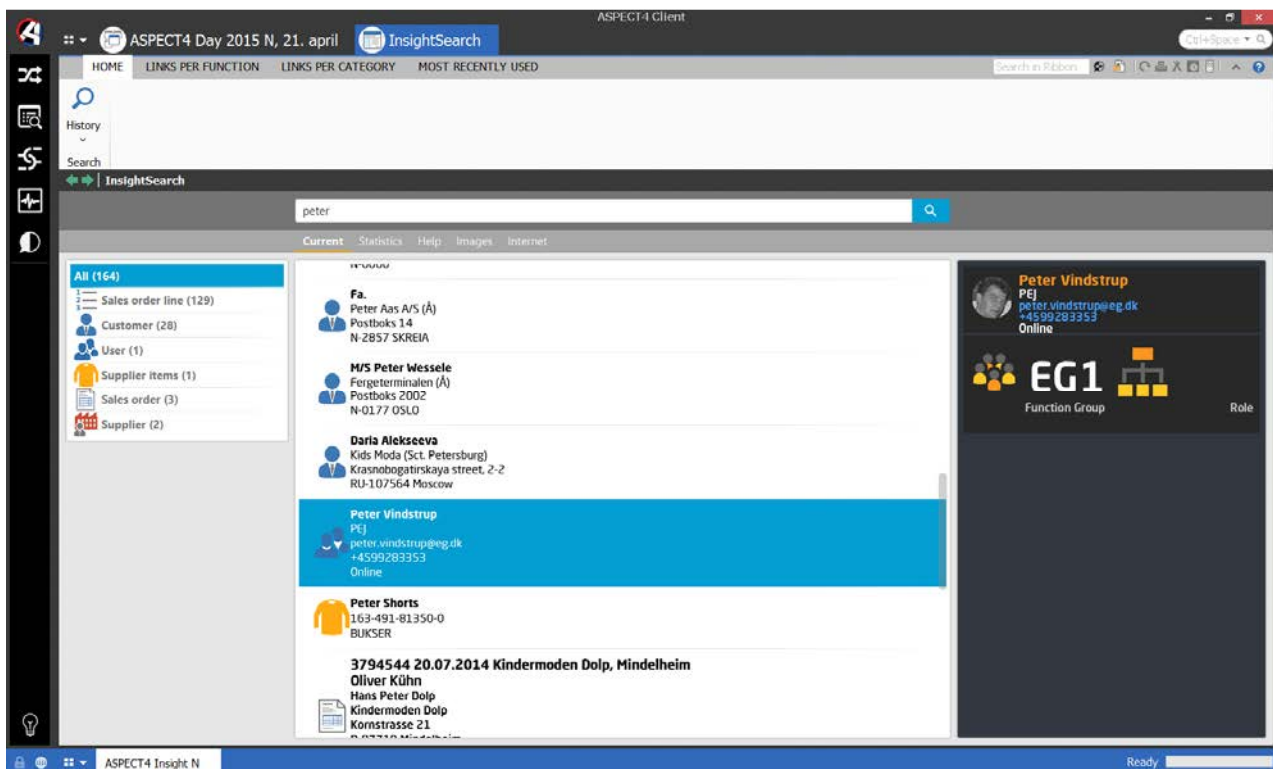 ASPECT4 Client
ASPECT4 Day 2015 N, 21. april
InsightSearch
Ctrl+Space
HOME LINKS PER FUNCTION LINKS PER CATEGORY MOST RECENTLY USED
Search in Ribbon
History
Search
InsightSearch
peter
Current Statistics Help Images Internet
All (164)
Sales order line (129)
Customer (28)
User (1)
Supplier items (1)
Sales order (3)
Supplier (2)
N-0000
Fa.
Peter Aas A/S (Å)
Postboks 14
N-2857 SKREIA
M/S Peter Wessele
Fergeterminalen (Å)
Postboks 2002
N-0177 OSLO
Daria Alekseeva
Kids Moda (Sct. Petersburg)
Krasnobogatirskaya street, 2-2
RU-107564 Moscow
Peter Vindstrup
PEJ
peter.vindstrup@eg.dk
+4599283353
Online
Peter Shorts
163-491-81350-0
BUKSER
3794544 20.07.2014 Kindermoden Dolp, Mindelheim
Oliver Kühn
Hans Peter Dolp
Kindermoden Dolp
Kornstrasse 21
Peter Vindstrup
PEJ
peter.vindstrup@eg.dk
+4599283353
Online
EG1
Function Group
Role
ASPECT4 Insight N
Ready